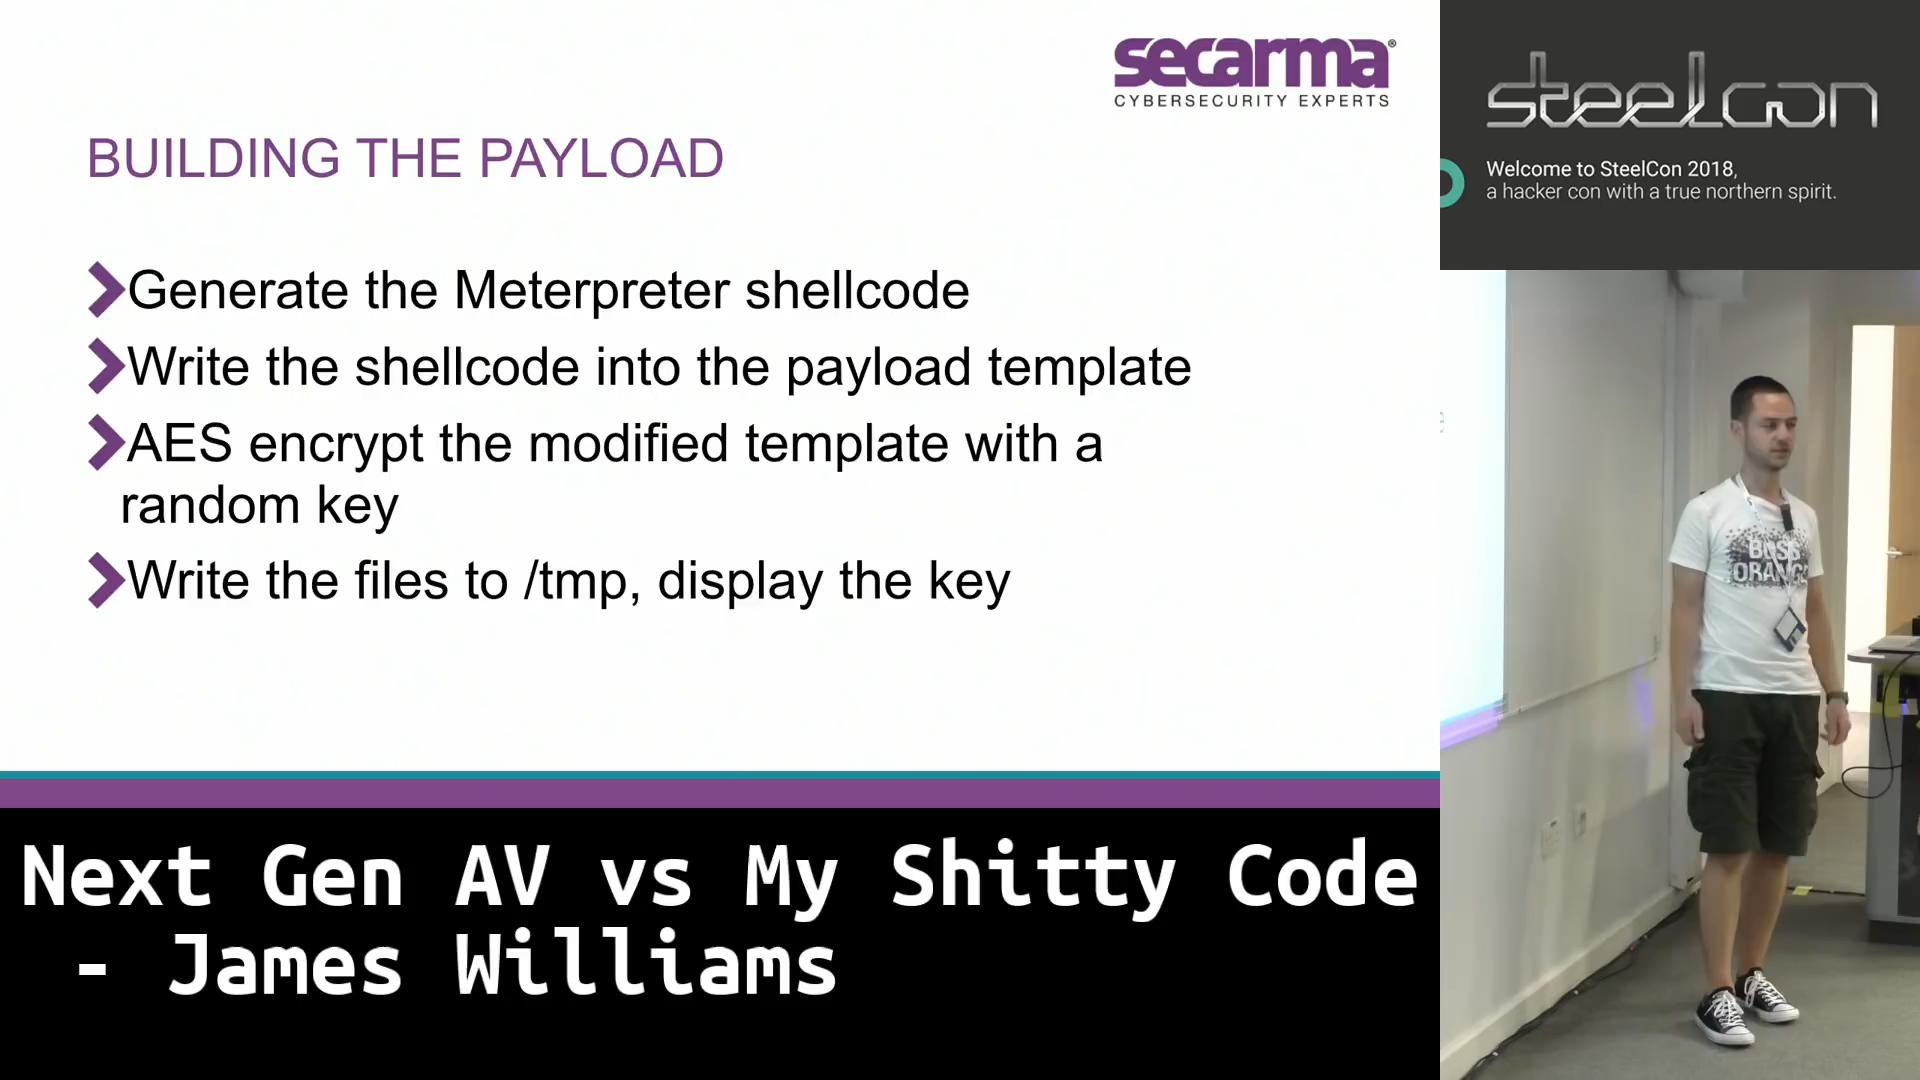 secarma®
CYBERSECURITY EXPERTS
BUILDING THE PAYLOAD
Generate the Meterpreter shellcode
Write the shellcode into the payload template
AES encrypt the modified template with a
random key
Write the files to /tmp, display the key
Next Gen AV vs My Shitty Code
- James Williams
steelcon
Welcome to SteelCon 2018,
a hacker con with a true northern spirit.
BOSS
ORANGE